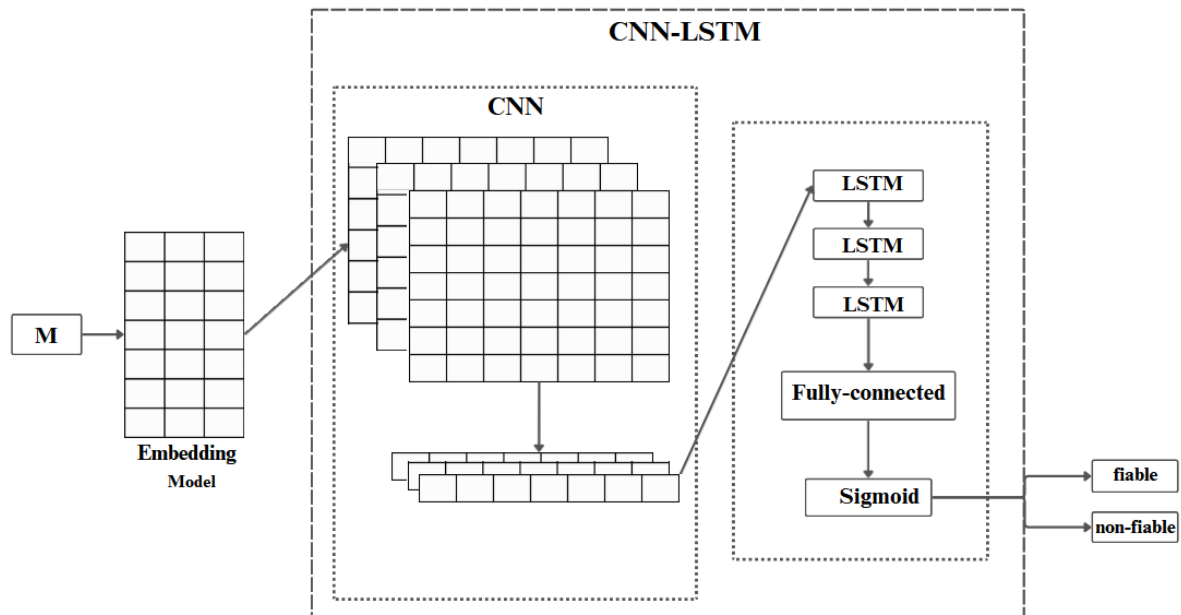 CNN-LSTM
CNN
M
Embedding
Model
LSTM
LSTM
LSTM
Fully-connected
Sigmoid
fiable
non-fiable